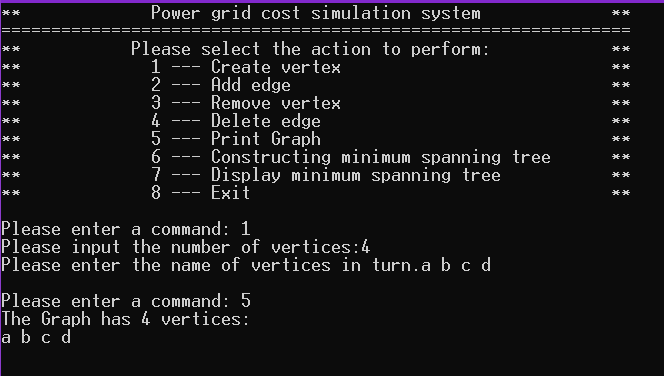 **             Power grid cost simulation system             **
===============================================================
**           Please select the action to perform:            **
**             1 --- Create vertex                           **
**             2 --- Add edge                                **
**             3 --- Remove vertex                           **
**             4 --- Delete edge                             **
**             5 --- Print Graph                             **
**             6 --- Constructing minimum spanning tree      **
**             7 --- Display minimum spanning tree           **
**             8 --- Exit                                    **
Please enter a command: 1
Please input the number of vertices:4
Please enter the name of vertices in turn.a b c d
Please enter a command: 5
The Graph has 4 vertices:
a b c d